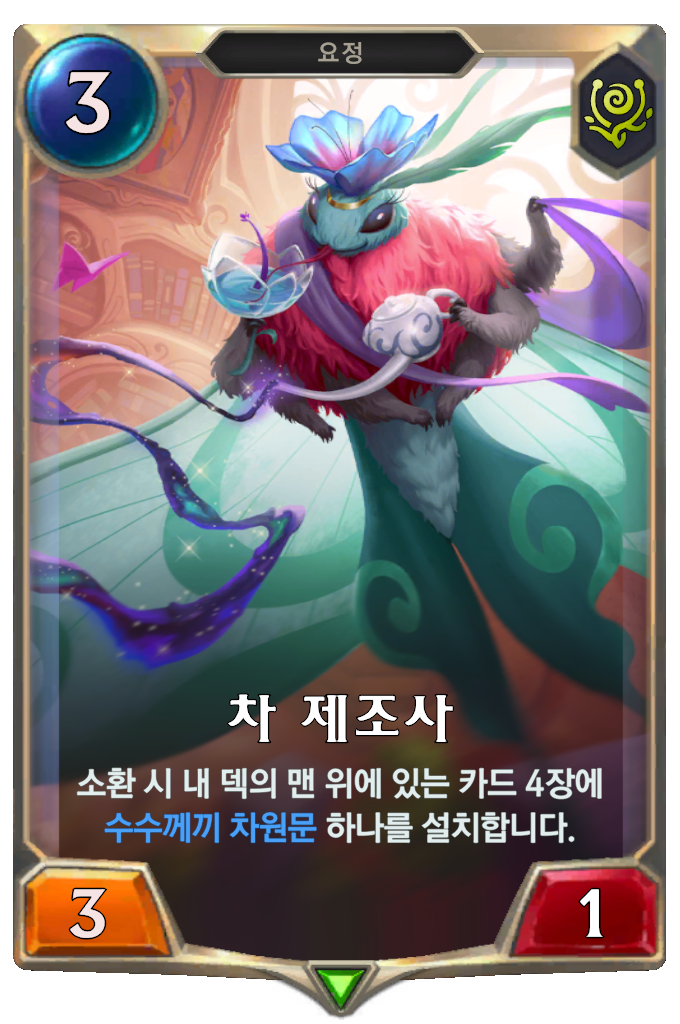 요정
3
차 제조사
소환 시 내 덱의 맨 위에 있는 카드 4장에
수수께끼 차원문 하나를 설치합니다.
3
1